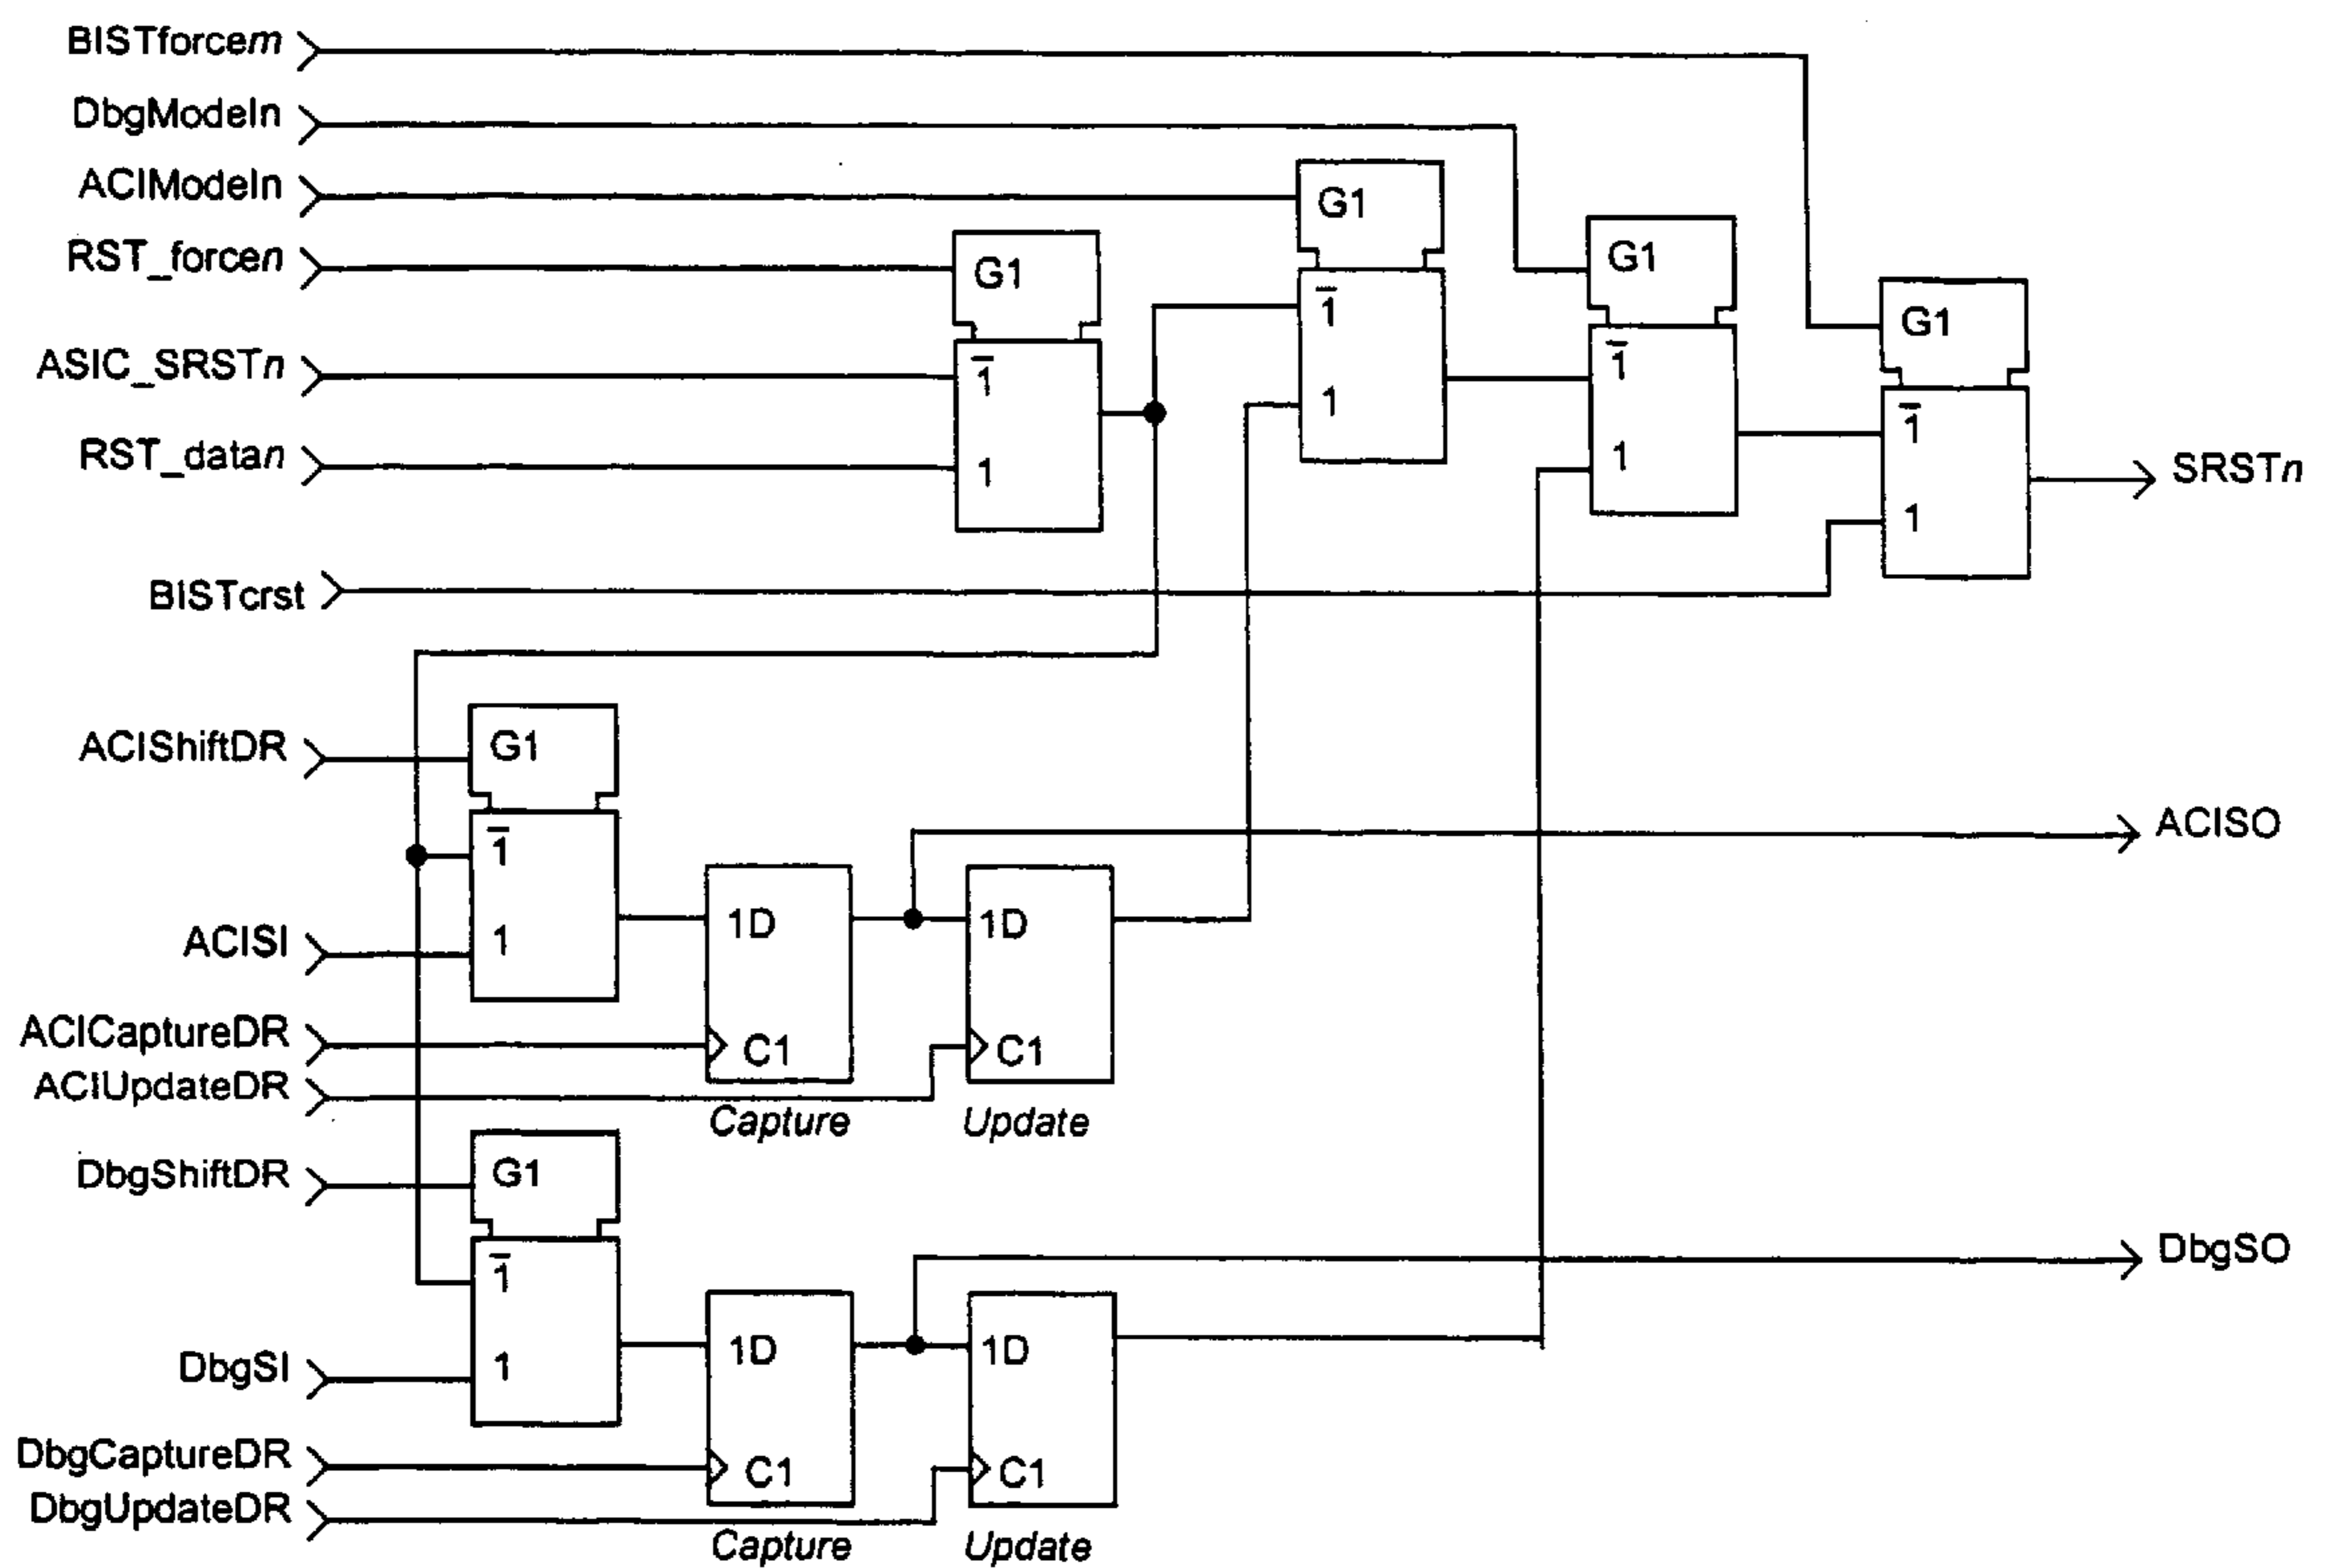 BISTforcem
DbgModeIn
ACIModeIn
G1
RST_forcen
G1
G1
G1
1
ASIC_SRSTn
1
1
1
1
1
RST_datan
1
1
SRSTn
1
BISTcrst
ACIShiftDR
G1
ACISO
1
ACISI
1
1D
1D
ACICaptureDR
C1
C1
ACIUpdateDR
Capture
Update
DbgShiftDR
G1
DbgSO
1
DbgSI
1
1D
1D
DbgCaptureDR
C1
C1
DbgUpdateDR
Capture
Update